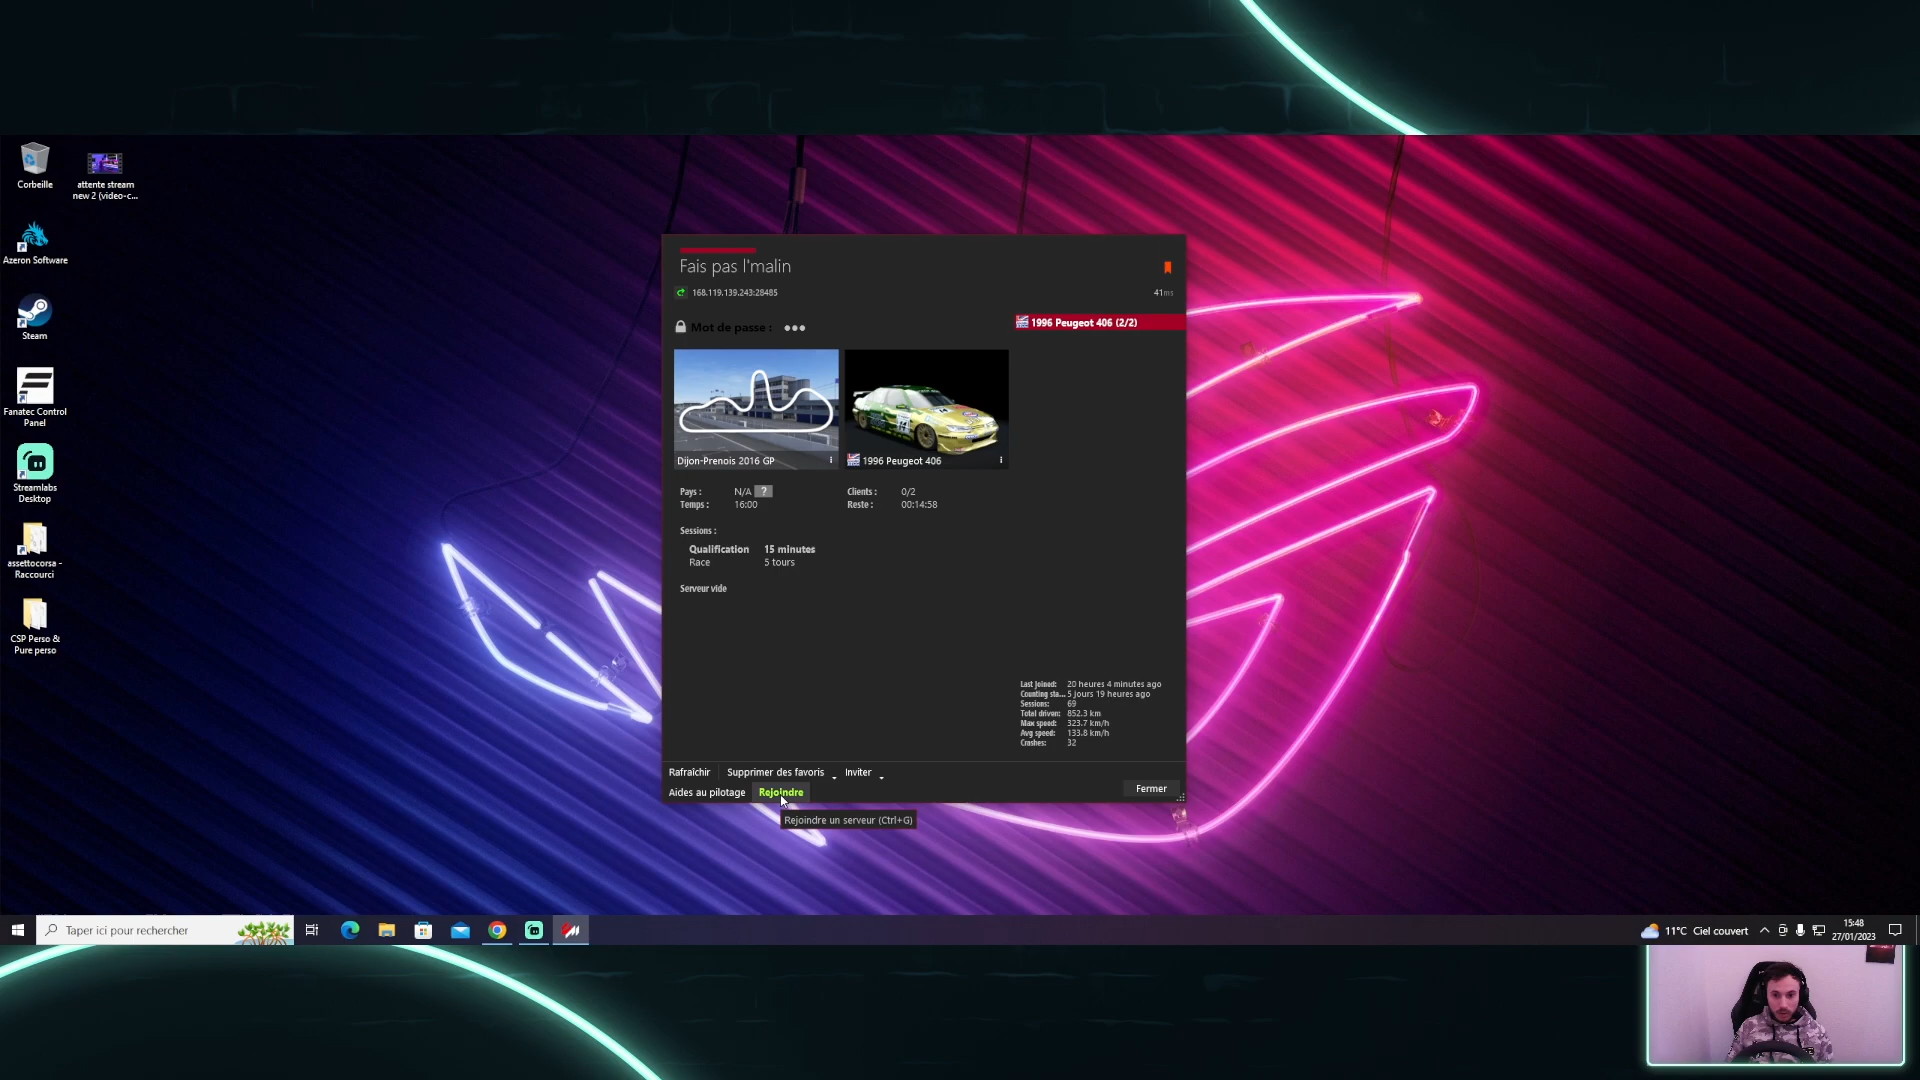 Corbeille
attente stream
new 2 (video-c...
Azeron Software
Steam
Fanatec Control
Panel
Streamlabs
Desktop
assettocorsa -
Raccourci
CSP Perso &
Pure perso
Fais pas l'malin
168.119.139.243:28485
41ms
Mot de passe : •••
1996 Peugeot 406 (2/2)
Dijon-Prenois 2016 GP
i
1996 Peugeot 406
i
Pays : N/A ?
Temps : 16:00
Clients : 0/2
Reste : 00:14:58
Sessions :
Qualification 15 minutes
Race 5 tours
Serveur vide
Last joined: 20 heures 4 minutes ago
Counting sta... 5 jours 19 heures ago
Sessions: 69
Total driven: 852.3 km
Max speed: 323.7 km/h
Avg speed: 133.8 km/h
Crashes: 32
Rafraîchir Supprimer des favoris Inviter
Aides au pilotage Rejoindre
Fermer
Rejoindre un serveur (Ctrl+G)
Taper ici pour rechercher
11°C Ciel couvert
15:48
27/01/2023